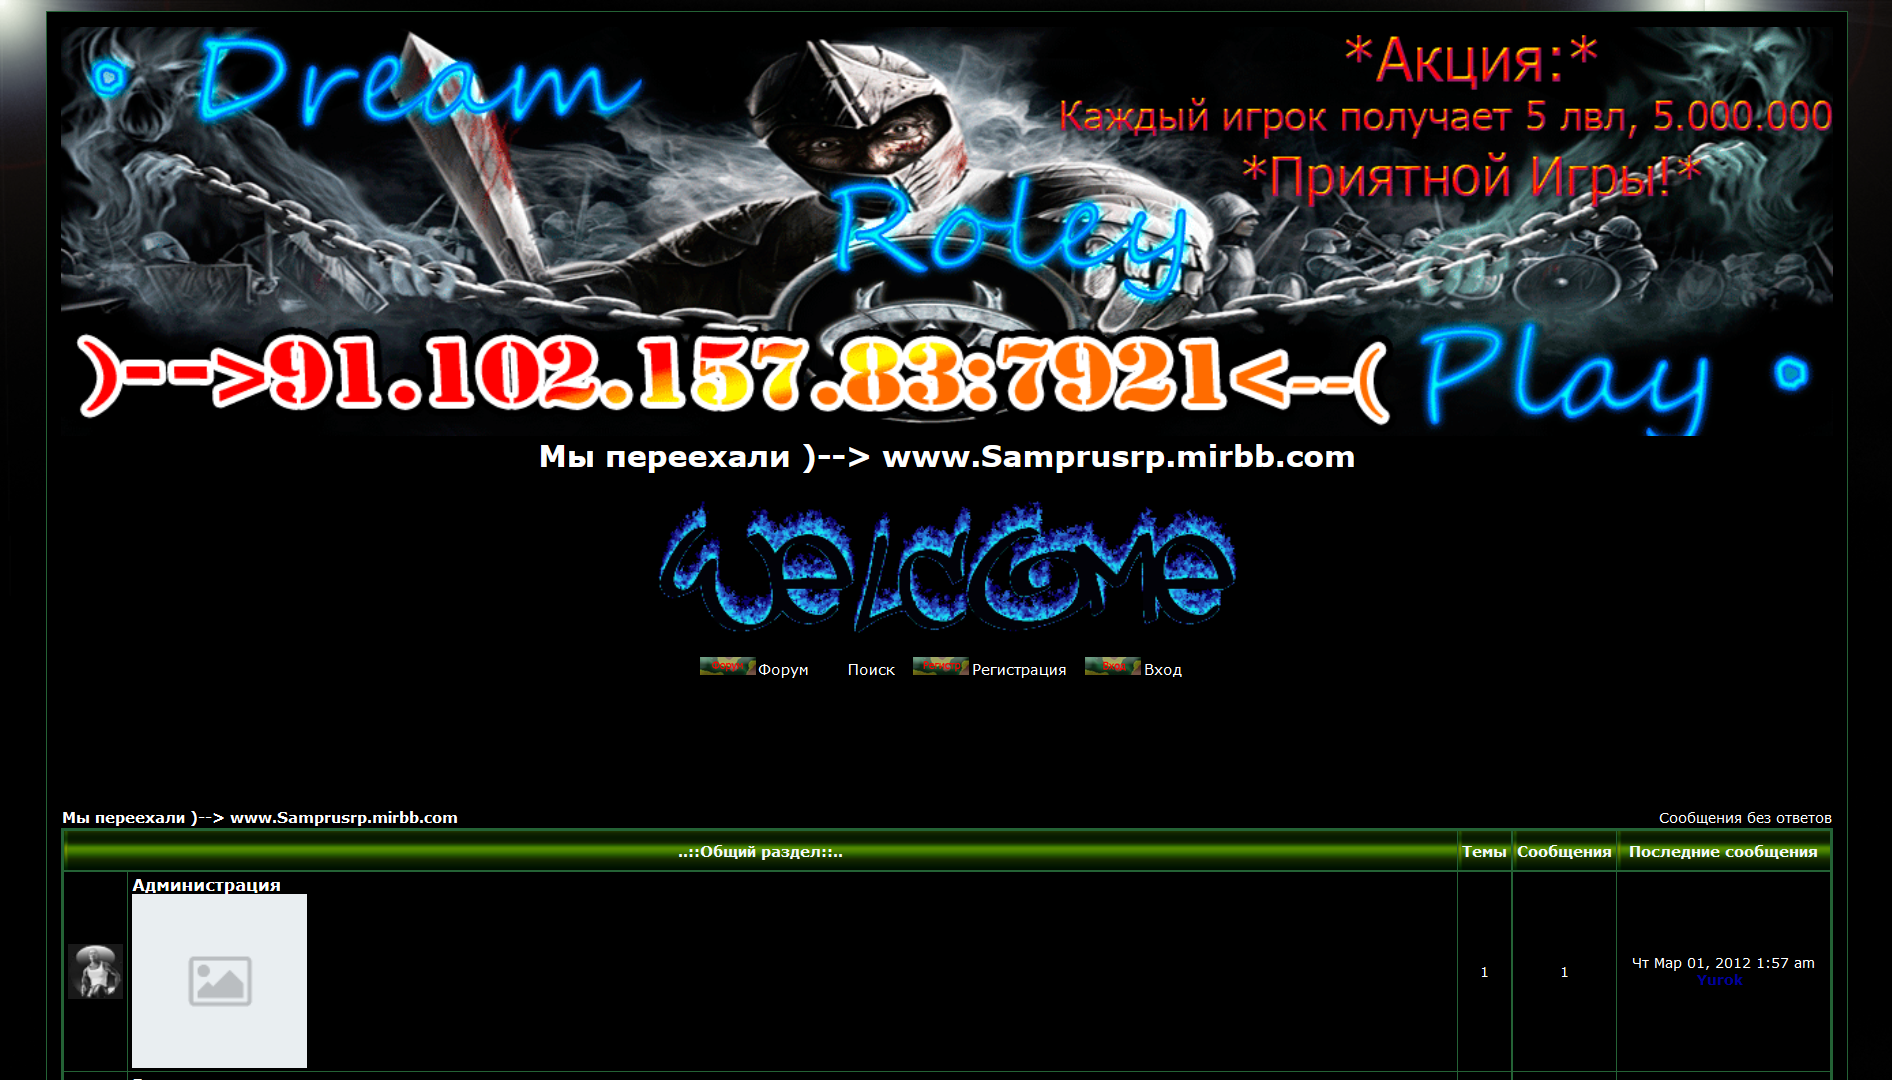 • Dream
*Акция:*
Каждый игрок получает 5 лвл, 5.000.000
*Приятной Игры!*
Roley
)-->91.102.157.83:7921<--(
Play •
Мы переехали )--> www.Samprusrp.mirbb.com
WeLCOMe
Форум Форум Поиск Регистрация Вход Вход
Мы переехали )--> www.Samprusrp.mirbb.com
Сообщения без ответов
..::Общий раздел::.. Темы Сообщения Последние сообщения
Администрация
1 1 Чт Мар 01, 2012 1:57 am
Yurok